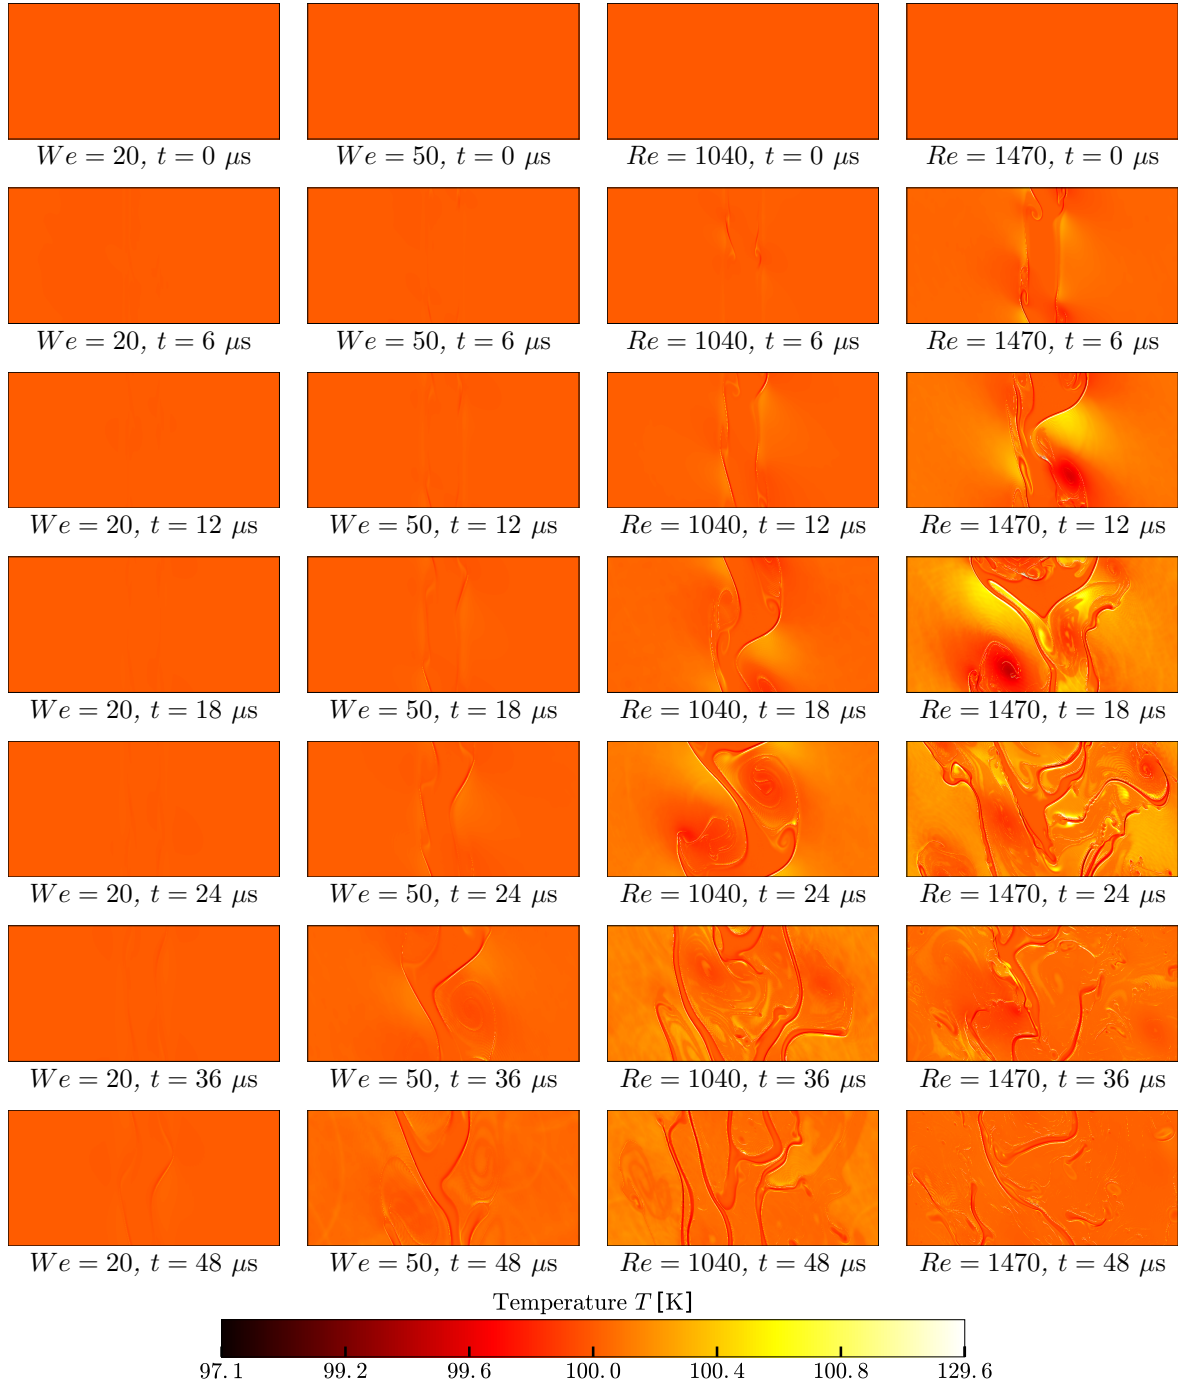 We = 20, t = 0 μs We = 50, t = 0 μs Re = 1040, t = 0 μs Re = 1470, t = 0 μs
We = 20, t = 6 μs We = 50, t = 6 μs Re = 1040, t = 6 μs Re = 1470, t = 6 μs
We = 20, t = 12 μs We = 50, t = 12 μs Re = 1040, t = 12 μs Re = 1470, t = 12 μs
We = 20, t = 18 μs We = 50, t = 18 μs Re = 1040, t = 18 μs Re = 1470, t = 18 μs
We = 20, t = 24 μs We = 50, t = 24 μs Re = 1040, t = 24 μs Re = 1470, t = 24 μs
We = 20, t = 36 μs We = 50, t = 36 μs Re = 1040, t = 36 μs Re = 1470, t = 36 μs
We = 20, t = 48 μs We = 50, t = 48 μs Re = 1040, t = 48 μs Re = 1470, t = 48 μs
Temperature T [K]
97.1 99.2 99.6 100.0 100.4 100.8 129.6